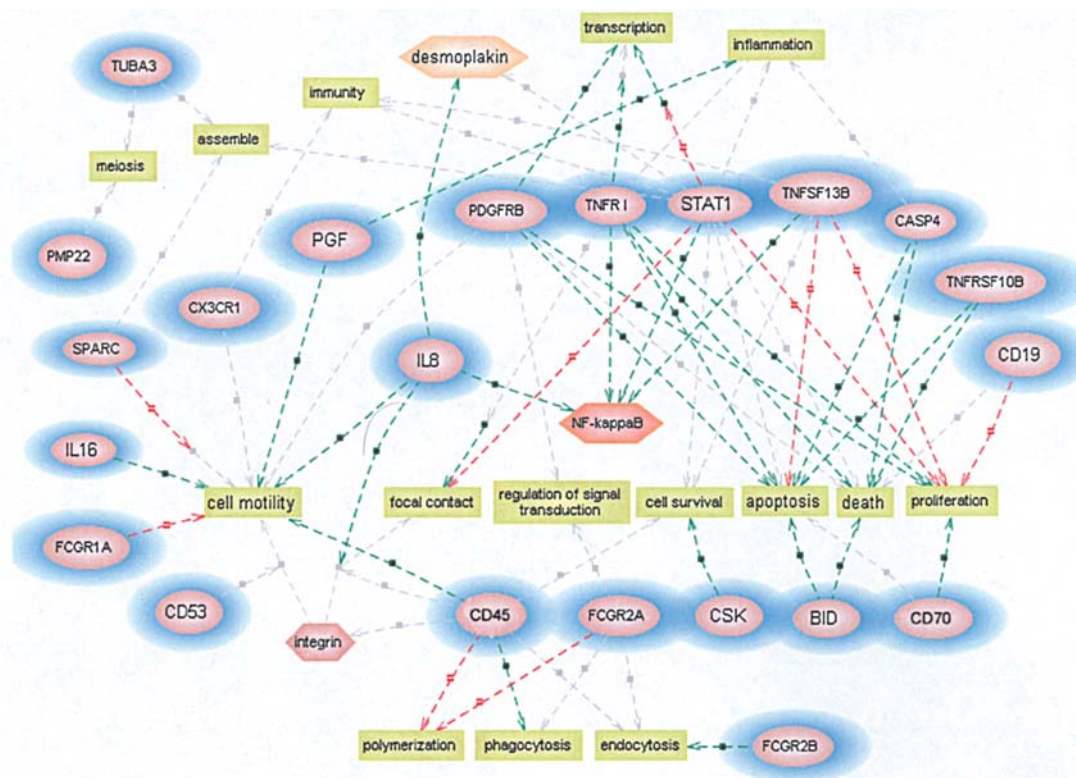 transcription
desmoplakin
inflammation
TUBA3
immunity
assemble
meiosis
PDGFRB
TNFR1
STAT1
TNFSF13B
CASP4
PGF
PMP22
TNFRSF10B
CX3CR1
SPARC
IL8
CD19
NF-kappaB
IL16
cell motility
focal contact
regulation of signal
transduction
cell survival
apoptosis
death
proliferation
FCGR1A
CD53
integrin
CD45
FCGR2A
CSK
BID
CD70
polymerization
phagocytosis
endocytosis
FCGR2B